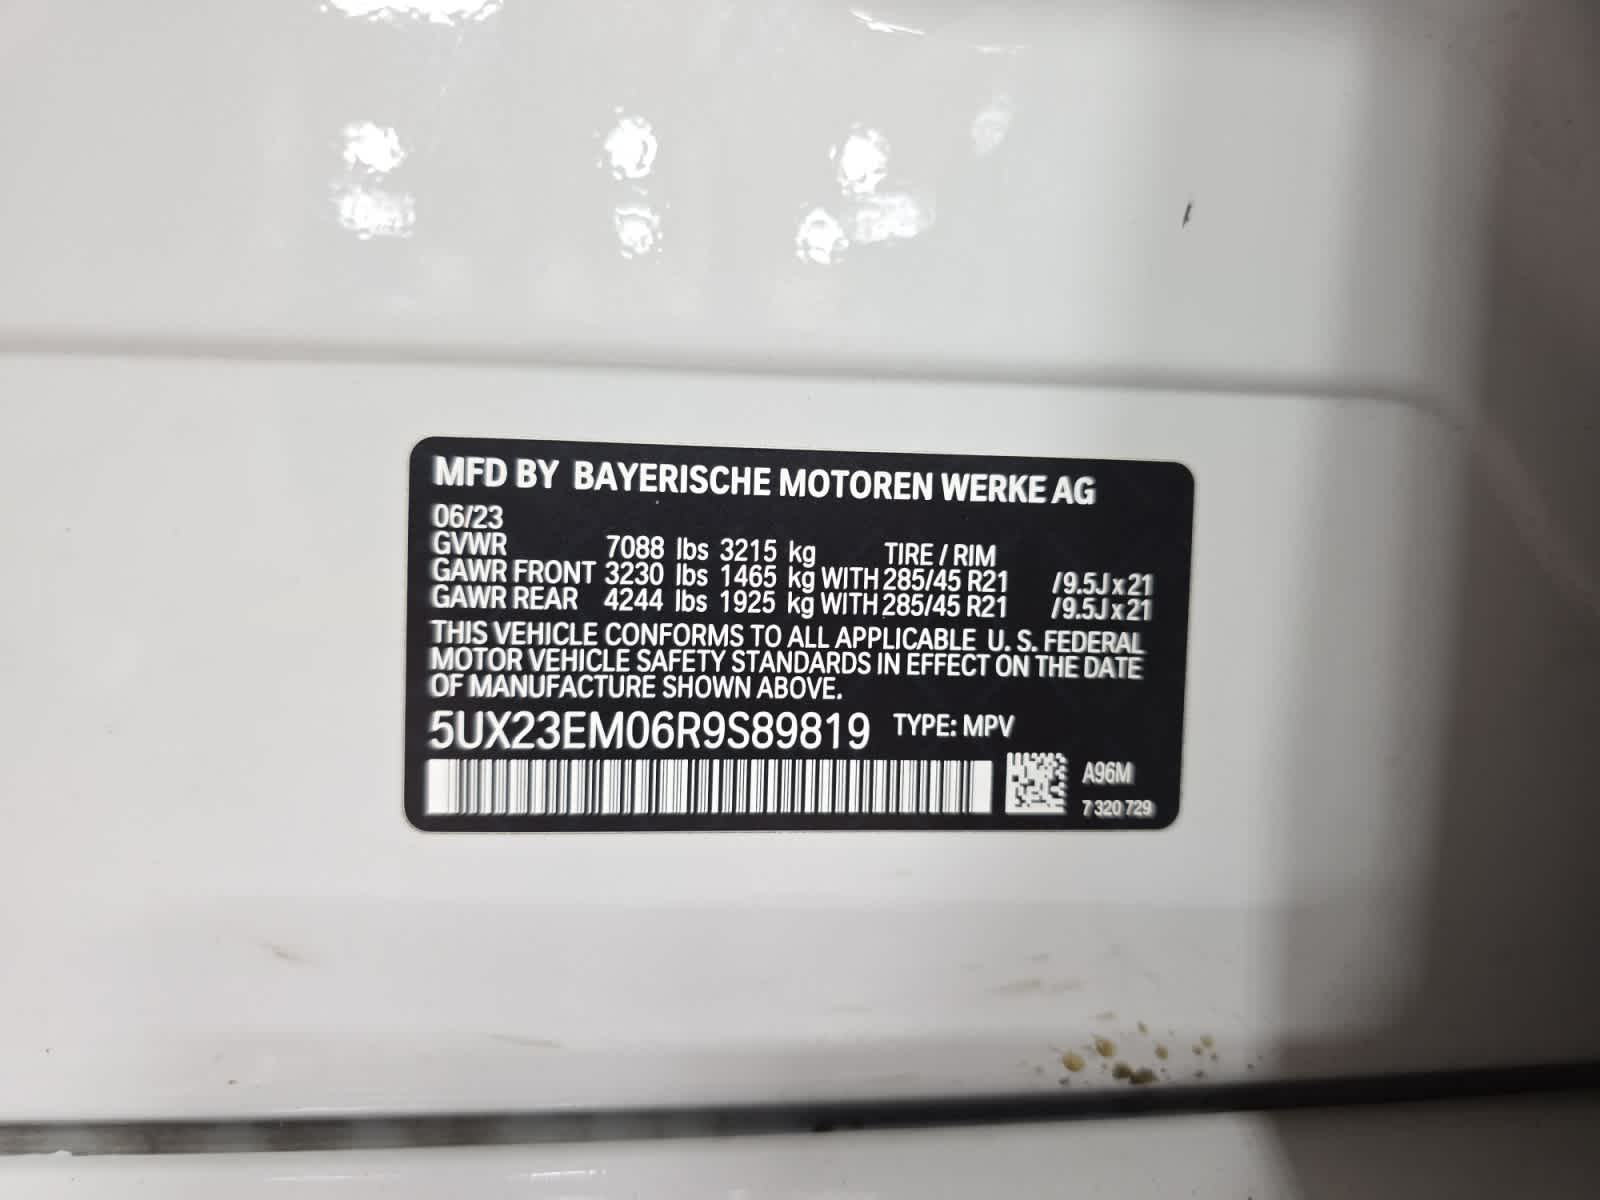 MFD BY BAYERISCHE MOTOREN WERKE AG
06/23
GVWR 7088 lbs 3215 kg TIRE / RIM
GAWR FRONT 3230 lbs 1465 kg WITH 285/45 R21 / 9.5J x 21
GAWR REAR 4244 lbs 1925 kg WITH 285/45 R21 / 9.5J x 21
THIS VEHICLE CONFORMS TO ALL APPLICABLE U. S. FEDERAL
MOTOR VEHICLE SAFETY STANDARDS IN EFFECT ON THE DATE
OF MANUFACTURE SHOWN ABOVE.
5UX23EM06R9S89819 TYPE: MPV
A96M
7 320 729